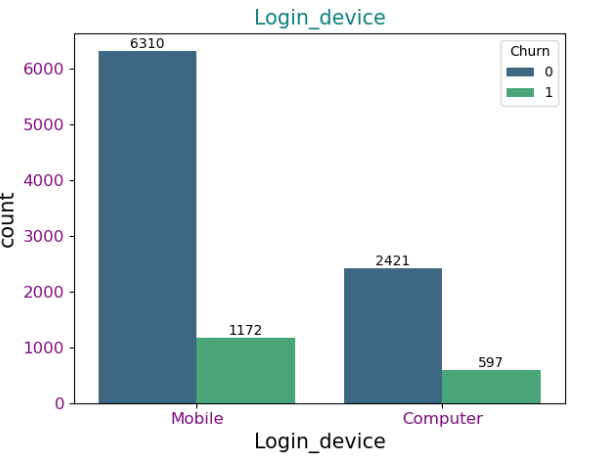 Login_device
6310
1172
2421
597
Churn
0
1
6000
5000
4000
3000
2000
1000
0
count
Mobile
Computer
Login_device